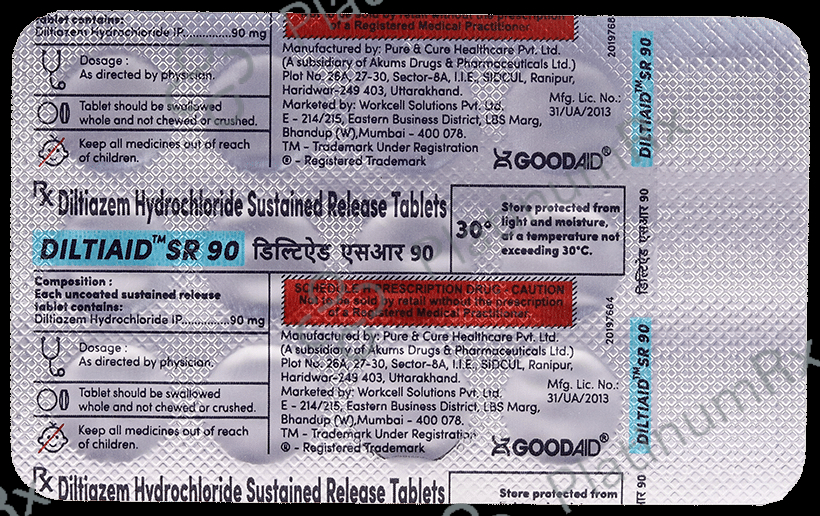 tablet contains:
Diltiazem Hydrochloride IP...............90 mg
Dosage :
As directed by physician.
Tablet should be swallowed
whole and not chewed or crushed.
Keep all medicines out of reach
of children.
of a Registered Medical Practitioner.
Manufactured by: Pure & Cure Healthcare Pvt. Ltd.
(A subsidiary of Akums Drugs & Pharmaceuticals Ltd.)
Plot No. 26A, 27-30, Sector-8A, I.I.E., SIDCUL, Ranipur,
Haridwar-249 403, Uttarakhand.
Marketed by: Workcell Solutions Pvt. Ltd.
E - 214/215, Eastern Business District, LBS Marg,
Bhandup (W),Mumbai - 400 078.
TM - Trademark Under Registration
® - Registered Trademark
Mfg. Lic. No.:
31/UA/2013
GOODAID®
2019768
DILTIAID™ SR 90
Rx Diltiazem Hydrochloride Sustained Release Tablets
DILTIAID™ SR 90 डिल्टिऐड एसआर 90
30°
Store protected from
light and moisture,
at a temperature not
exceeding 30°C.
डिल्टिऐड एसआर 90
Composition :
Each uncoated sustained release
tablet contains:
Diltiazem Hydrochloride IP...............90 mg
Dosage :
As directed by physician.
Tablet should be swallowed
whole and not chewed or crushed.
Keep all medicines out of reach
of children.
SCHEDULE H PRESCRIPTION DRUG - CAUTION
Not to be sold by retail without the prescription
of a Registered Medical Practitioner.
Manufactured by: Pure & Cure Healthcare Pvt. Ltd.
(A subsidiary of Akums Drugs & Pharmaceuticals Ltd.)
Plot No. 26A, 27-30, Sector-8A, I.I.E., SIDCUL, Ranipur,
Haridwar-249 403, Uttarakhand.
Marketed by: Workcell Solutions Pvt. Ltd.
E - 214/215, Eastern Business District, LBS Marg,
Bhandup (W),Mumbai - 400 078.
TM - Trademark Under Registration
® - Registered Trademark
Mfg. Lic. No.:
31/UA/2013
GOODAID®
20197684
DILTIAID™ SR 90
Rx Diltiazem Hydrochloride Sustained Release Tablets
Store protected from
90
PlatinumRx